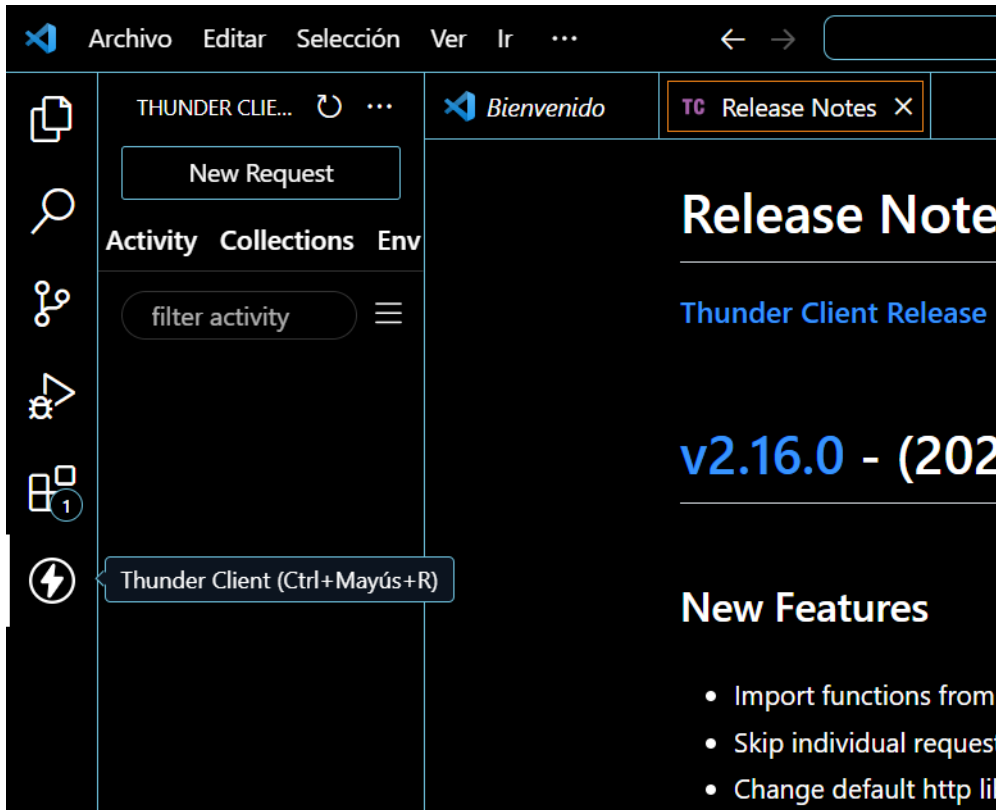 Archivo Editar Selección Ver Ir ···
THUNDER CLIE... ···
Bienvenido
TC Release Notes
New Request
Activity Collections Env
filter activity
1
Thunder Client (Ctrl+Mayús+R)
Release Note
Thunder Client Release
v2.16.0 - (202
New Features
• Import functions from
• Skip individual request
• Change default http li